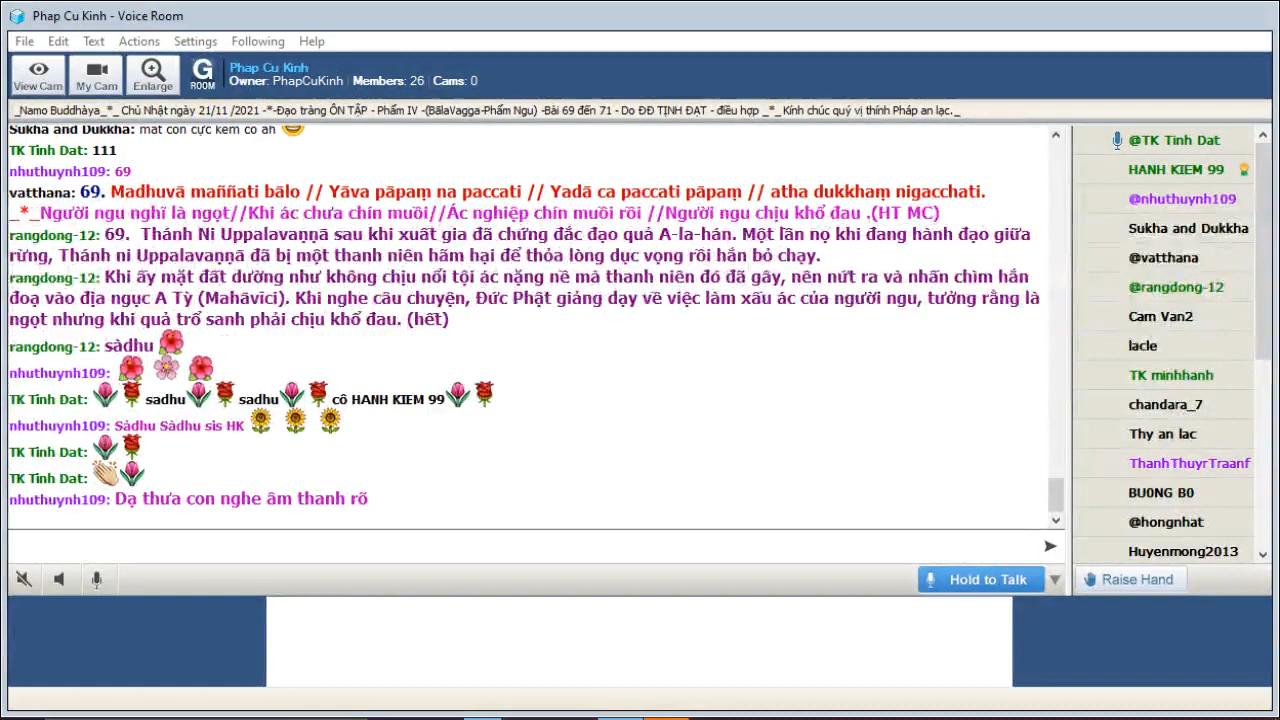 Phap Cu Kinh - Voice Room
File Edit Text Actions Settings Following Help
View Cam My Cam Enlarge G ROOM
Phap Cu Kinh
Owner: PhapCuKinh Members: 26 Cams: 0
_Namo Buddhàya_*_ Chủ Nhật ngày 21/11 /2021 -*-Đạo tràng ÔN TẬP - Phẩm IV -(BãlaVagga-Phẩm Ngu) -Bài 69 đến 71 - Do ĐĐ TỊNH ĐẠT - điều hợp _*_ Kính chúc quý vị thính Pháp an lạc._
Sukha and Dukkha: mat con cực kem co ah
TK Tinh Dat: 111
nhuthuynh109: 69
vatthana: 69. Madhuvā maññati bālo // Yāva pāpaṃ na paccati // Yadā ca paccati pāpaṃ // atha dukkhaṃ nigacchati.
_*_Người ngu nghĩ là ngọt//Khi ác chưa chín muồi//Ác nghiệp chín muồi rồi //Người ngu chịu khổ đau .(HT MC)
rangdong-12: 69. Thánh Ni Uppalavaṇṇā sau khi xuất gia đã chứng đắc đạo quả A-la-hán. Một lần nọ khi đang hành đạo giữa
rừng, Thánh ni Uppalavaṇṇā đã bị một thanh niên hãm hại để thỏa lòng dục vọng rồi hắn bỏ chạy.
rangdong-12: Khi ấy mặt đất dường như không chịu nổi tội ác nặng nề mà thanh niên đó đã gây, nên nứt ra và nhấn chìm hắn
đoạ vào địa ngục A Tỳ (Mahāvīci). Khi nghe câu chuyện, Đức Phật giảng dạy về việc làm xấu ác của người ngu, tưởng rằng là
ngọt nhưng khi quả trổ sanh phải chịu khổ đau. (hết)
rangdong-12: sàdhu
nhuthuynh109:
TK Tinh Dat: sadhu sadhu cô HANH KIEM 99
nhuthuynh109: Sàdhu Sàdhu sis HK
TK Tinh Dat:
TK Tinh Dat:
nhuthuynh109: Dạ thưa con nghe âm thanh rõ
Hold to Talk
@TK Tinh Dat
HANH KIEM 99
@nhuthuynh109
Sukha and Dukkha
@vatthana
@rangdong-12
Cam Van2
lacle
TK minhhanh
chandara_7
Thy an lac
ThanhThuyrTraanf
BU0NG B0
@hongnhat
Huyenmong2013
Raise Hand